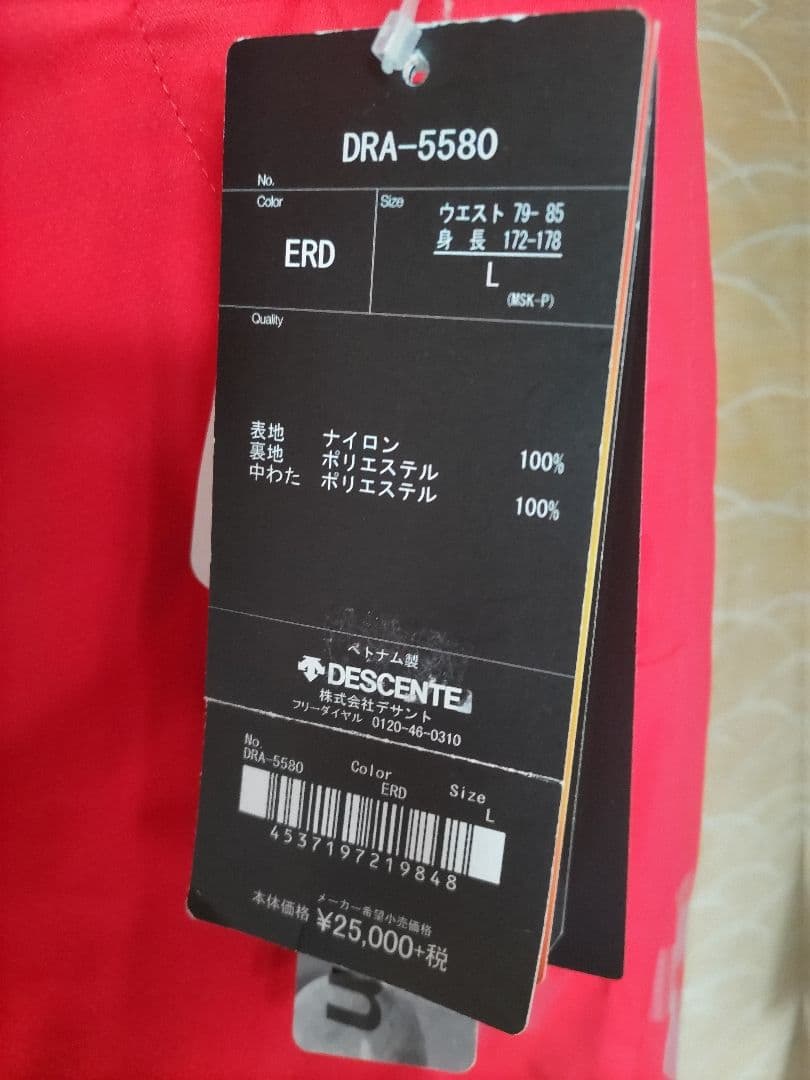 DRA-5580
No.
Color
Size
ERD
ウエスト 79- 85
身 長 172-178
L
(MSK-P)
Quality
表地 ナイロン 100%
裏地 ポリエステル
中わた ポリエステル 100%
ベトナム製
DESCENTE
株式会社デサント
フリーダイヤル 0120-46-0310
No. Color Size
DRA-5580 ERD L
4537197219848
メーカー希望小売価格
本体価格 ¥25,000+税